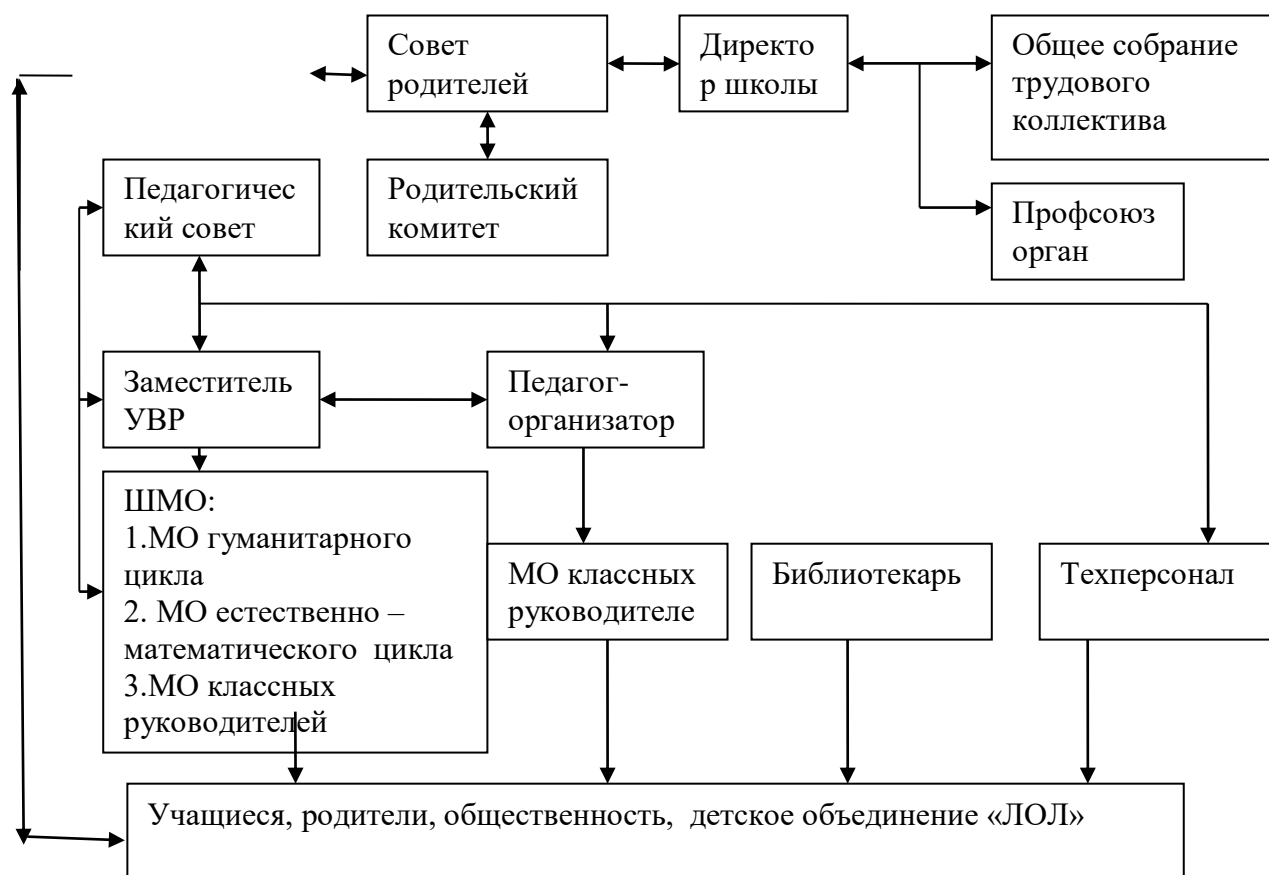 Совет
родителей
Директо
р школы
Общее собрание
трудового
коллектива
Педагогичес
кий совет
Родительский
комитет
Профсоюз
орган
Заместитель
УВР
Педагог-
организатор
ШМО:
1.МО гуманитарного
цикла
2. МО естественно –
математического  цикла
3.МО классных
руководителей
МО классных
руководителе
Библиотекарь
Техперсонал
Учащиеся, родители, общественность,  детское объединение «ЛОЛ»